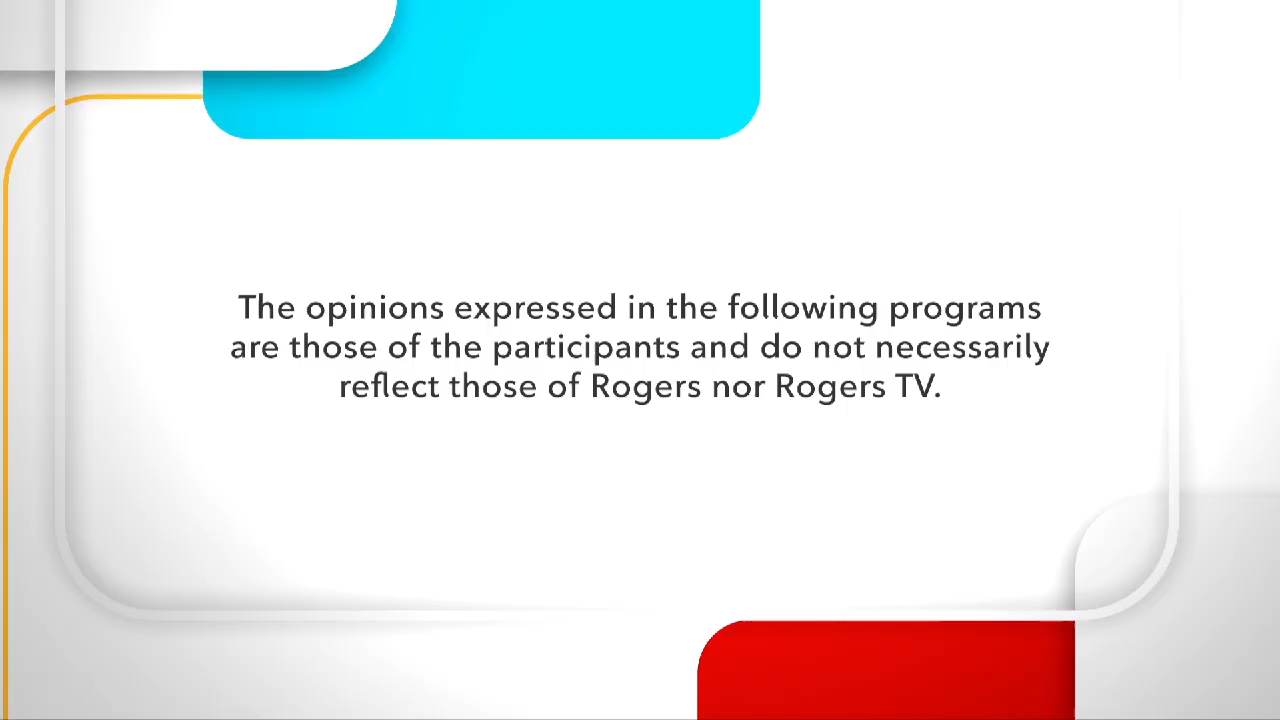 The opinions expressed in the following programs
are those of the participants and do not necessarily
reflect those of Rogers nor Rogers TV.